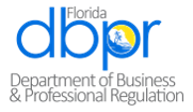 Florida
dbpr
Department of Business
& Professional Regulation